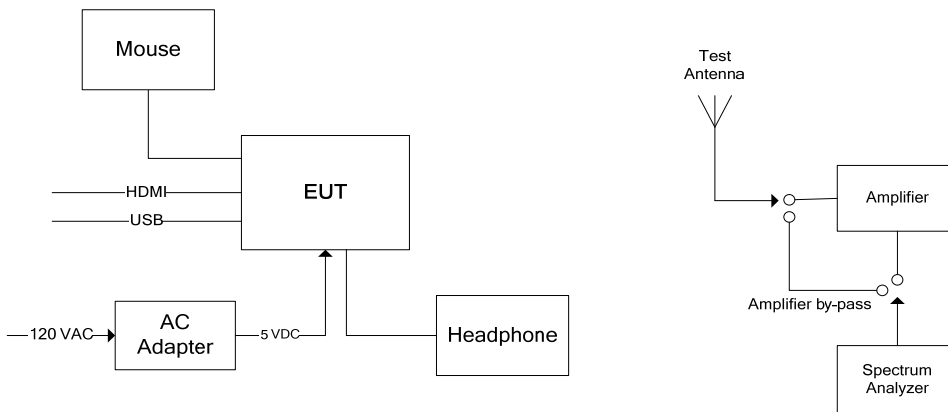 Mouse
EUT
HDMI
USB
120 VAC
AC
Adapter
5 VDC
Headphone
Test
Antenna
Amplifier
Amplifier by-pass
Spectrum
Analyzer